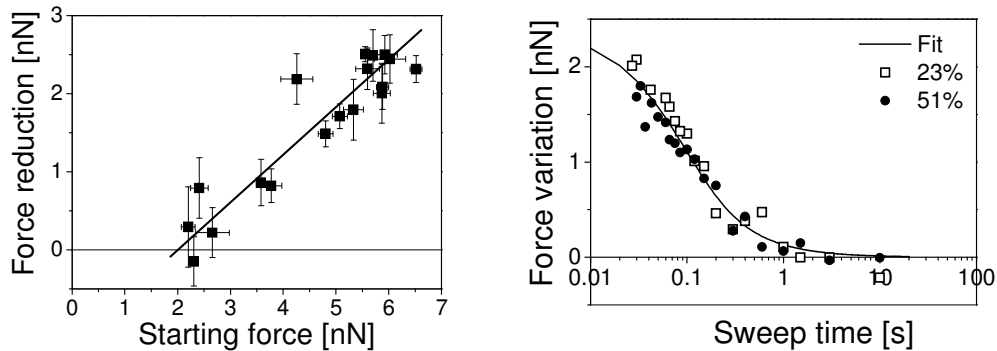 Force reduction [nN]
3
2
1
0
0 1 2 3 4 5 6 7
Starting force [nN]
Force variation [nN]
2
1
0
Fit
23%
51%
0.01 0.1 1 10 100
Sweep time [s]